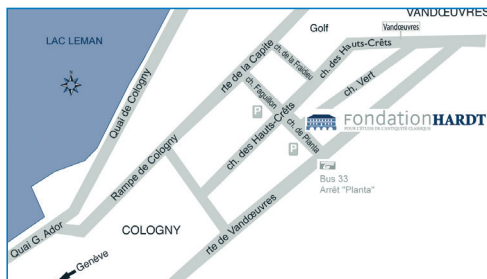 VANDŒUVRES
Vandœuvres
Golf
LAC LEMAN
N
Quai de Cologny
rte de la Capite
ch. de la Fraidieu
ch. des Hauts-Crêts
ch. Vert
ch. Faguillon
P
fondationHARDT
POUR L'ÉTUDE DE L'ANTIQUITÉ CLASSIQUE
ch. de Planta
ch. des Hauts-Crêts
P
Rampe de Cologny
Bus 33
Arrêt "Planta"
COLOGNY
rte de Vandœuvres
Quai G. Ador
Genève